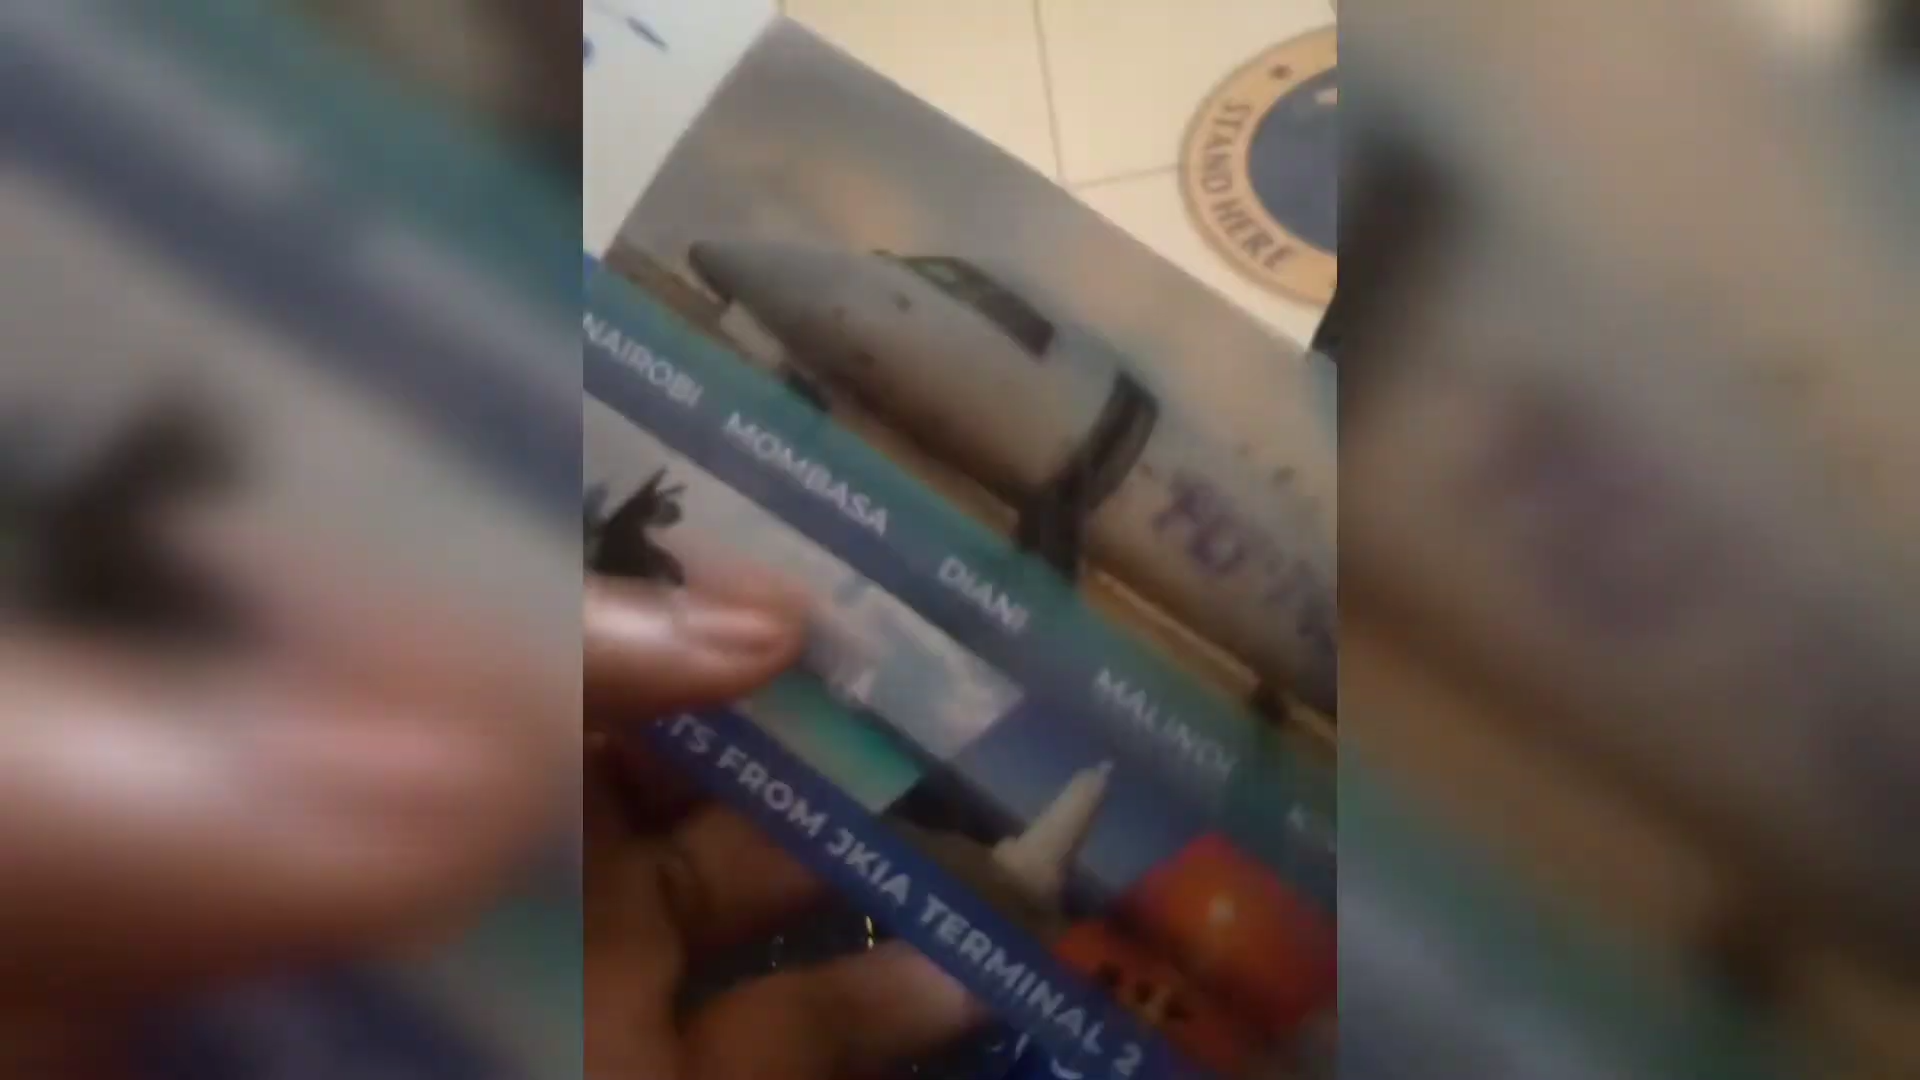 STAND HERE
NAIROBI MOMBASA DIANI MALINDI
TS FROM JKIA TERMINAL 2